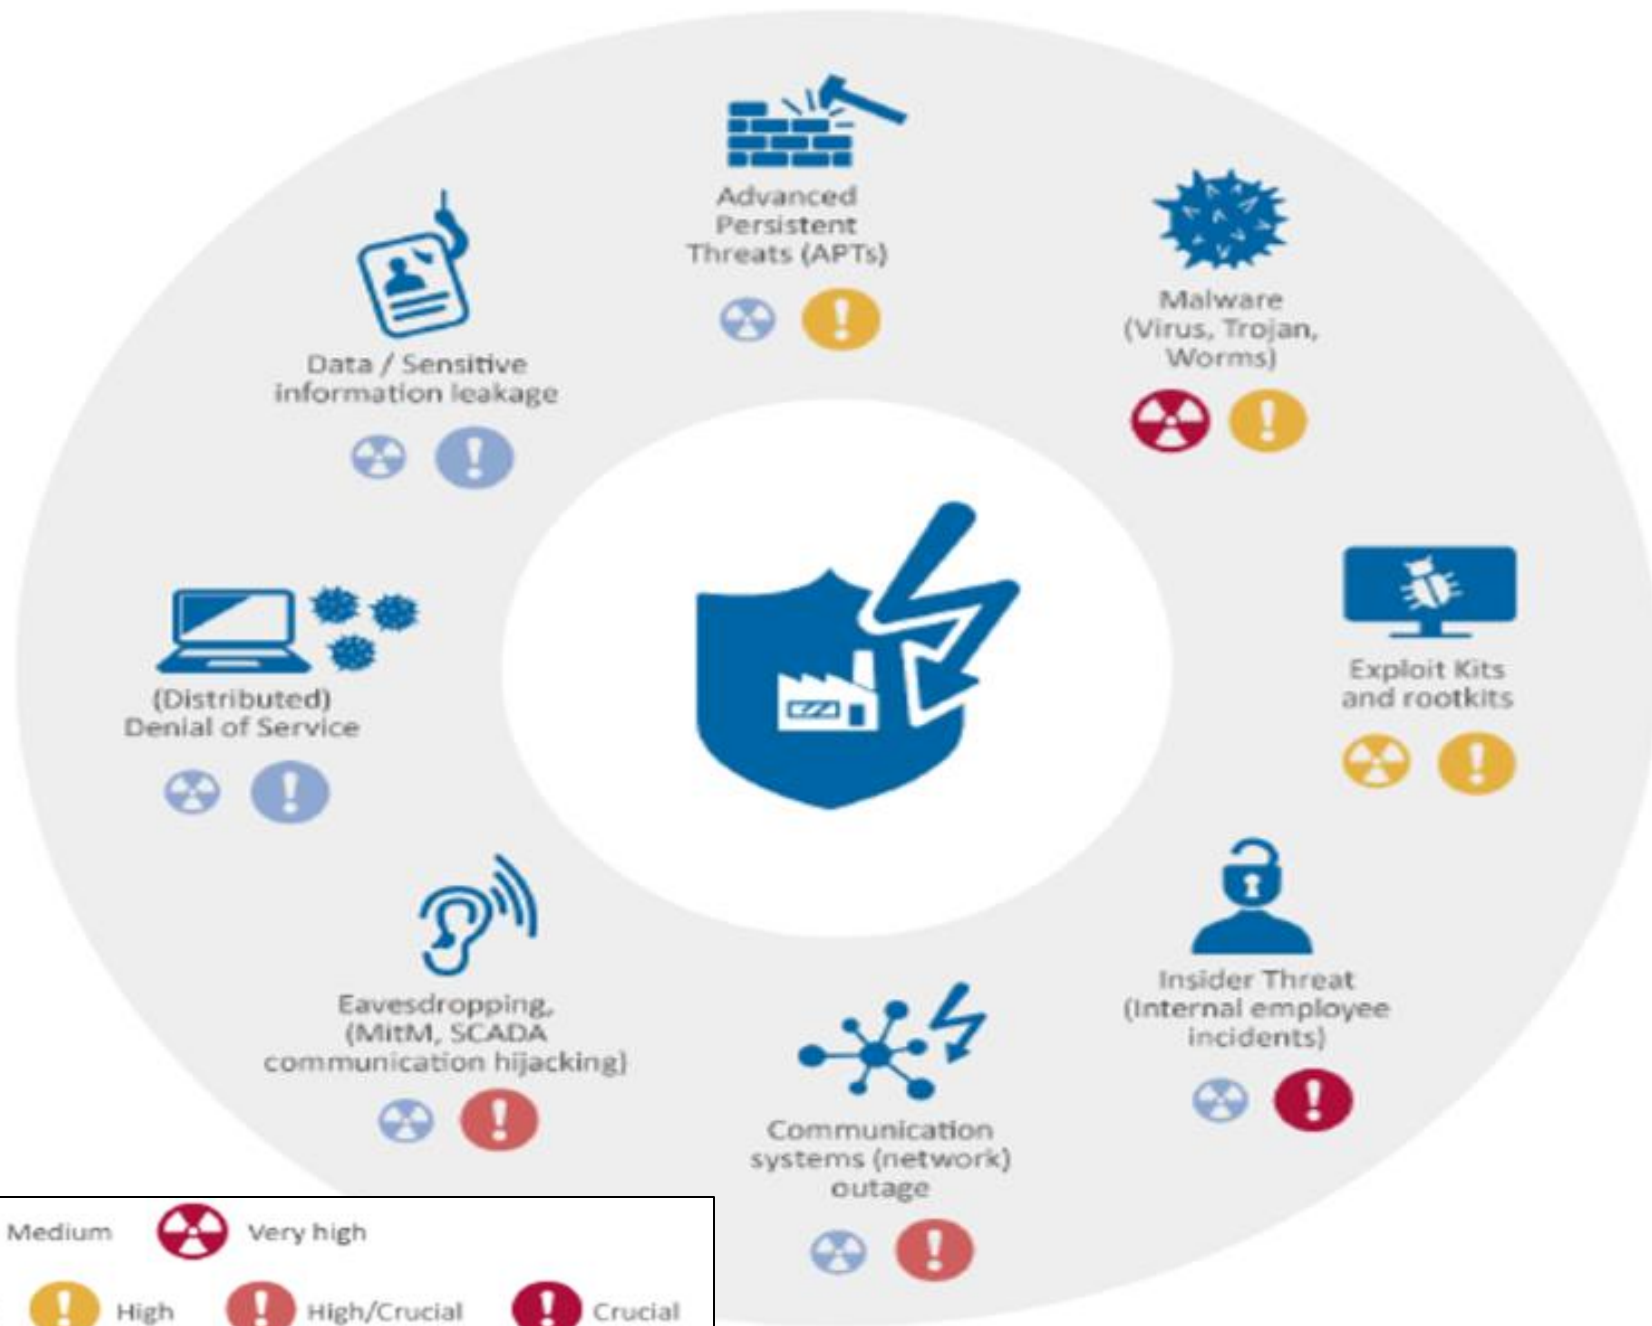 Advanced
Persistent
Threats (APTs)
Malware
(Virus, Trojan,
Worms)
Data / Sensitive
information leakage
Exploit Kits
and rootkits
(Distributed)
Denial of Service
Insider Threat
(Internal employee
incidents)
Eavesdropping,
(MitM, SCADA
communication hijacking)
Communication
systems (network)
outage
Medium Very high
High High/Crucial Crucial